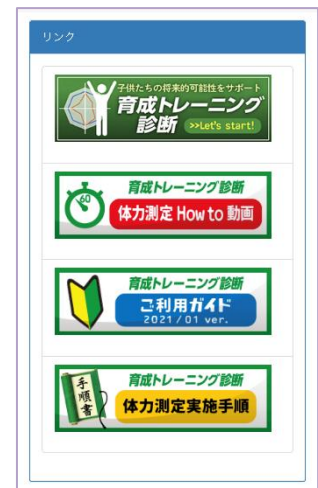 リンク
子供たちの将来的可能性をサポート
育成トレーニング
診断 >>Let's start!
60
育成トレーニング診断
体力測定 How to 動画
育成トレーニング診断
ご利用ガイド
2021/01 ver.
手順書
育成トレーニング診断
体力測定実施手順